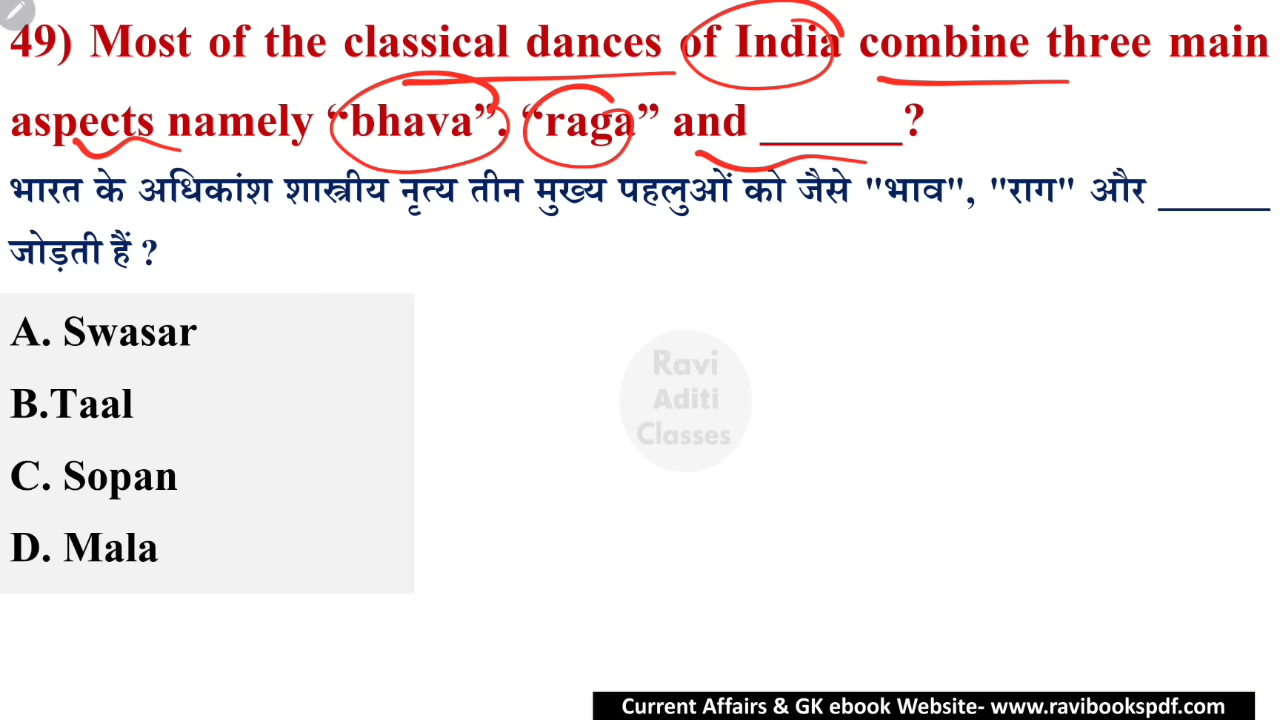 49) Most of the classical dances of India combine three main
aspects namely “bhava”. “raga” and ______?
भारत के अधिकांश शास्त्रीय नृत्य तीन मुख्य पहलुओं को जैसे "भाव", "राग" और ______
जोड़ती हैं ?
A. Swasar
B.Taal
C. Sopan
D. Mala
Ravi
Aditi
Classes
Current Affairs & GK ebook Website- www.ravibookspdf.com